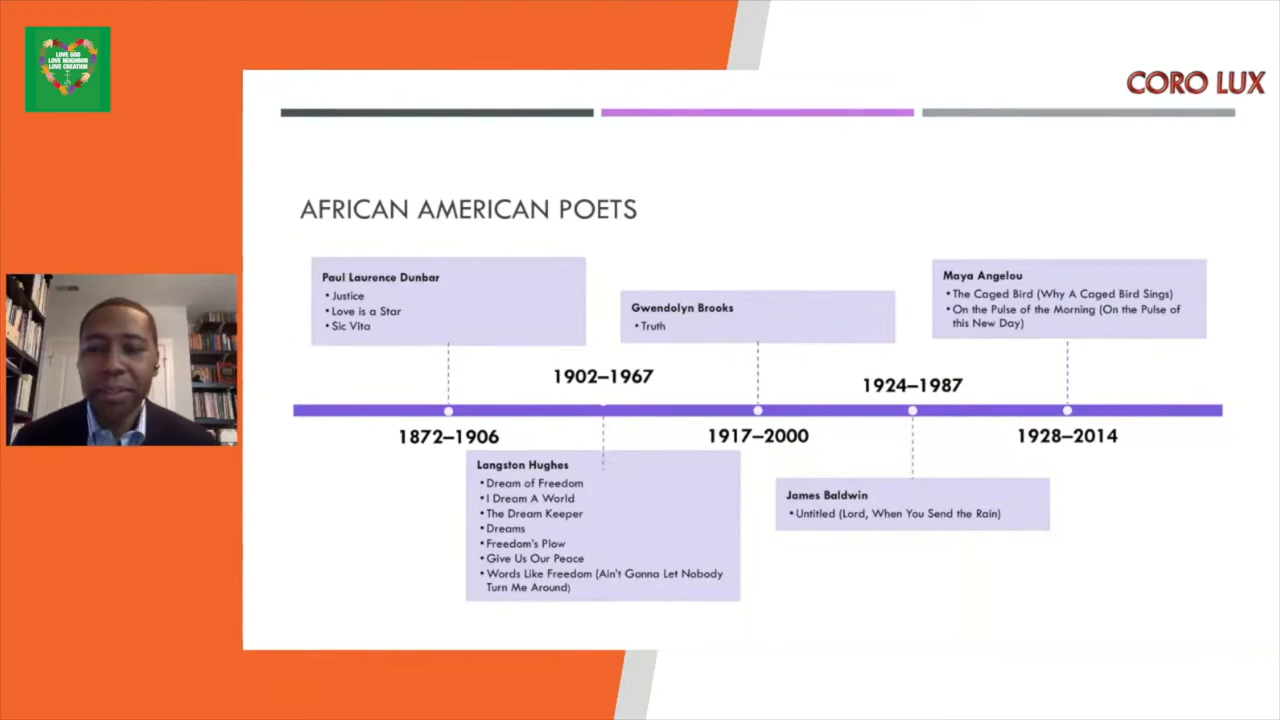 LOVE GOD
LOVE NEIGHBOR
LOVE CREATION
CORO LUX
AFRICAN AMERICAN POETS
Paul Laurence Dunbar
• Justice
• Love is a Star
• Sic Vita
Gwendolyn Brooks
• Truth
Maya Angelou
• The Caged Bird (Why A Caged Bird Sings)
• On the Pulse of the Morning (On the Pulse of
this New Day)
1902–1967
1924–1987
1872–1906
1917–2000
1928–2014
Langston Hughes
• Dream of Freedom
• I Dream A World
• The Dream Keeper
• Dreams
• Freedom's Plow
• Give Us Our Peace
• Words Like Freedom (Ain't Gonna Let Nobody
Turn Me Around)
James Baldwin
• Untitled (Lord, When You Send the Rain)